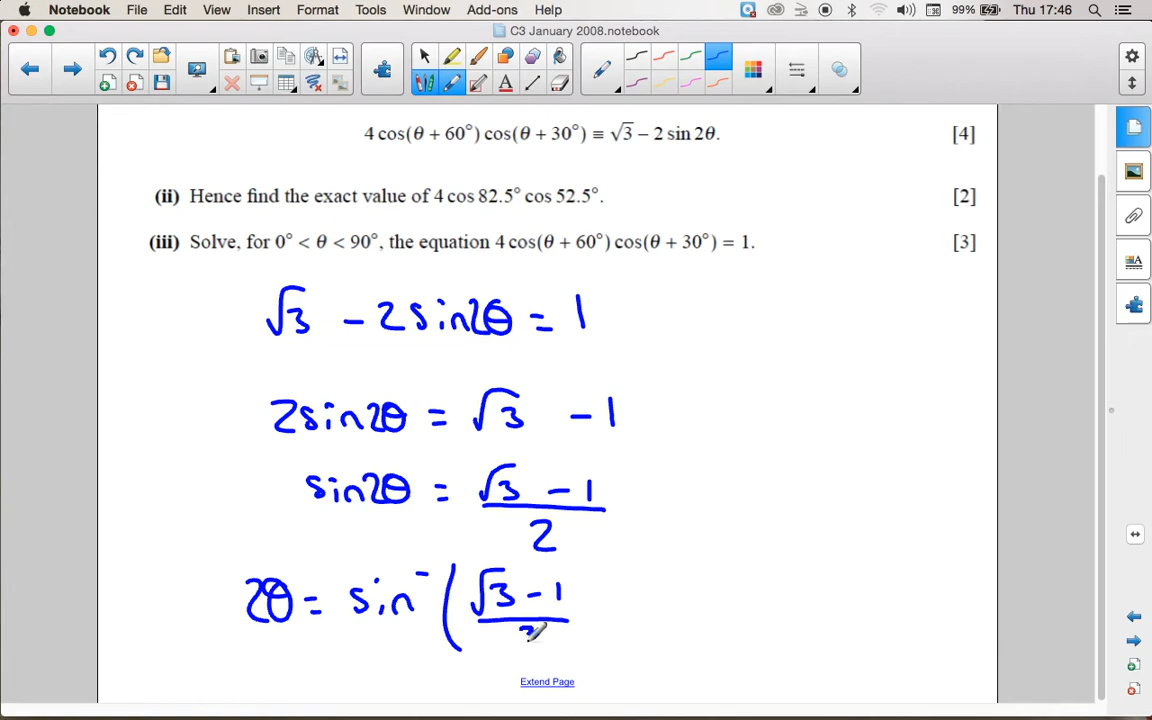 Notebook File Edit View Insert Format Tools Window Add-ons Help 99% Thu 17:46
C3 January 2008.notebook
4 cos(θ + 60°) cos(θ + 30°) ≡ √3 − 2 sin 2θ. [4]
(ii) Hence find the exact value of 4 cos 82.5° cos 52.5°. [2]
(iii) Solve, for 0° < θ < 90°, the equation 4 cos(θ + 60°) cos(θ + 30°) = 1. [3]
√3 − 2sin2θ = 1
2sin2θ = √3 − 1
sin2θ = √3 − 1
2
2θ = sin⁻ ( √3 − 1
Extend Page